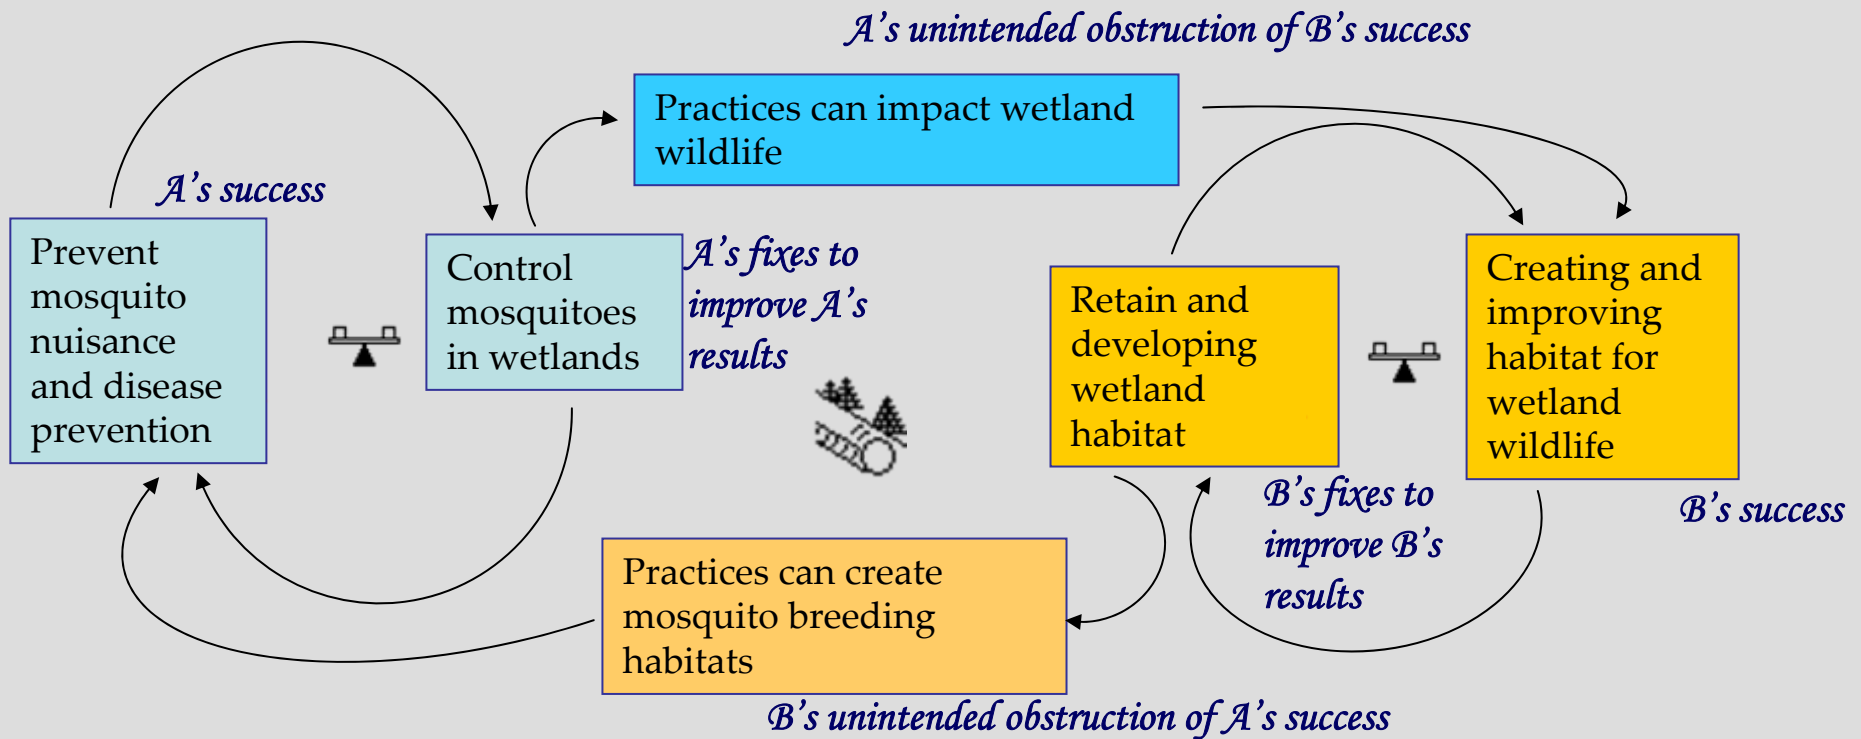 A’s unintended obstruction of B’s success
Practices can impact wetland
wildlife
A’s success
Prevent
mosquito
nuisance
and disease
prevention
Control
mosquitoes
in wetlands
A’s fixes to
improve A’s
results
Retain and
developing
wetland
habitat
Creating and
improving
habitat for
wetland
wildlife
B’s fixes to
improve B’s
results
B’s success
Practices can create
mosquito breeding
habitats
B’s unintended obstruction of A’s success